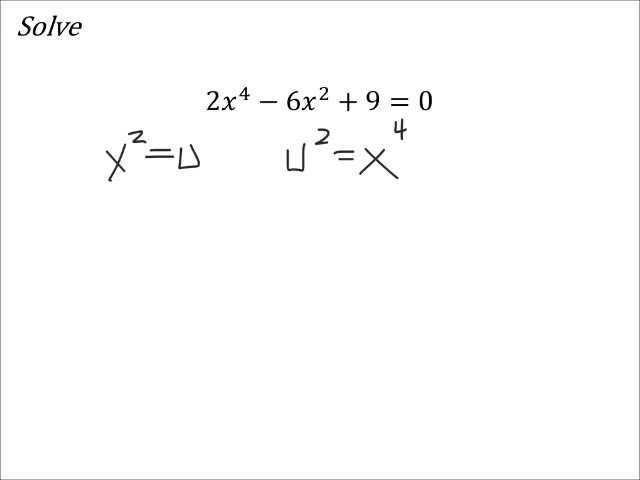 Solve
2x⁴ − 6x² + 9 = 0
x² = u u² = x⁴